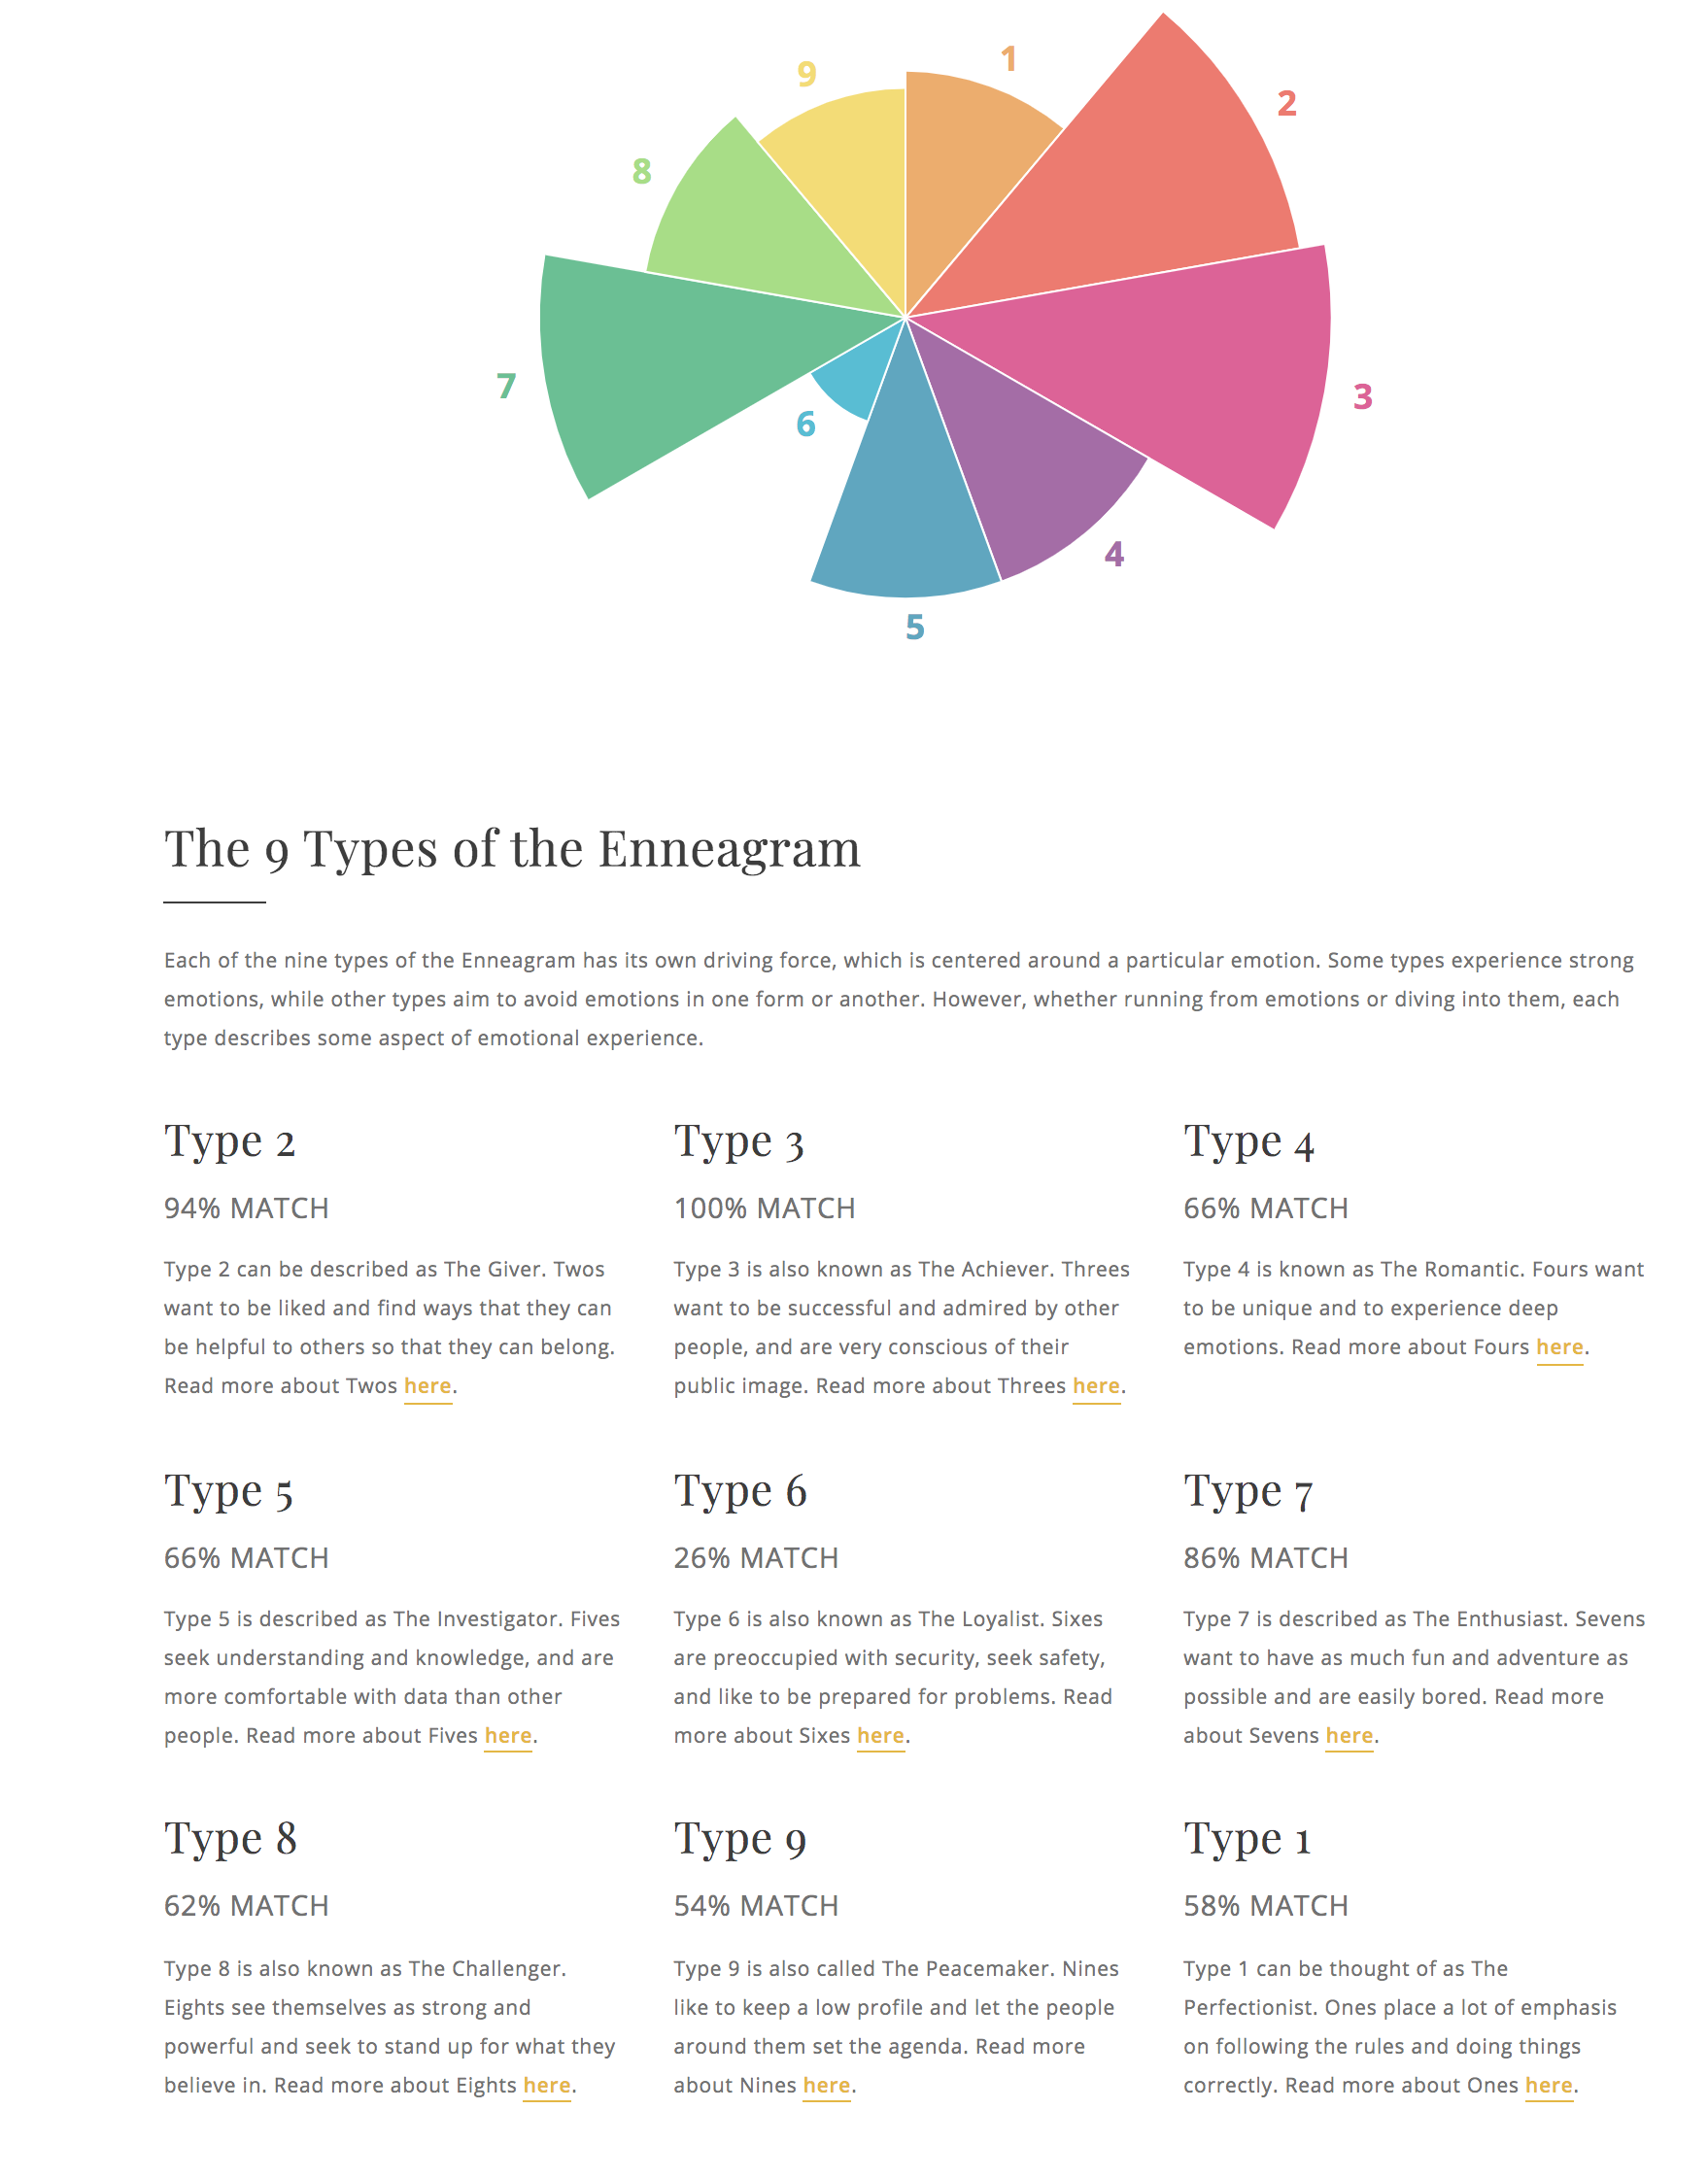 1
2
3
4
5
6
7
8
9
The 9 Types of the Enneagram
Each of the nine types of the Enneagram has its own driving force, which is centered around a particular emotion. Some types experience strong
emotions, while other types aim to avoid emotions in one form or another. However, whether running from emotions or diving into them, each
type describes some aspect of emotional experience.
Type 2
94% MATCH
Type 2 can be described as The Giver. Twos
want to be liked and find ways that they can
be helpful to others so that they can belong.
Read more about Twos here.
Type 3
100% MATCH
Type 3 is also known as The Achiever. Threes
want to be successful and admired by other
people, and are very conscious of their
public image. Read more about Threes here.
Type 4
66% MATCH
Type 4 is known as The Romantic. Fours want
to be unique and to experience deep
emotions. Read more about Fours here.
Type 5
66% MATCH
Type 5 is described as The Investigator. Fives
seek understanding and knowledge, and are
more comfortable with data than other
people. Read more about Fives here.
Type 6
26% MATCH
Type 6 is also known as The Loyalist. Sixes
are preoccupied with security, seek safety,
and like to be prepared for problems. Read
more about Sixes here.
Type 7
86% MATCH
Type 7 is described as The Enthusiast. Sevens
want to have as much fun and adventure as
possible and are easily bored. Read more
about Sevens here.
Type 8
62% MATCH
Type 8 is also known as The Challenger.
Eights see themselves as strong and
powerful and seek to stand up for what they
believe in. Read more about Eights here.
Type 9
54% MATCH
Type 9 is also called The Peacemaker. Nines
like to keep a low profile and let the people
around them set the agenda. Read more
about Nines here.
Type 1
58% MATCH
Type 1 can be thought of as The
Perfectionist. Ones place a lot of emphasis
on following the rules and doing things
correctly. Read more about Ones here.